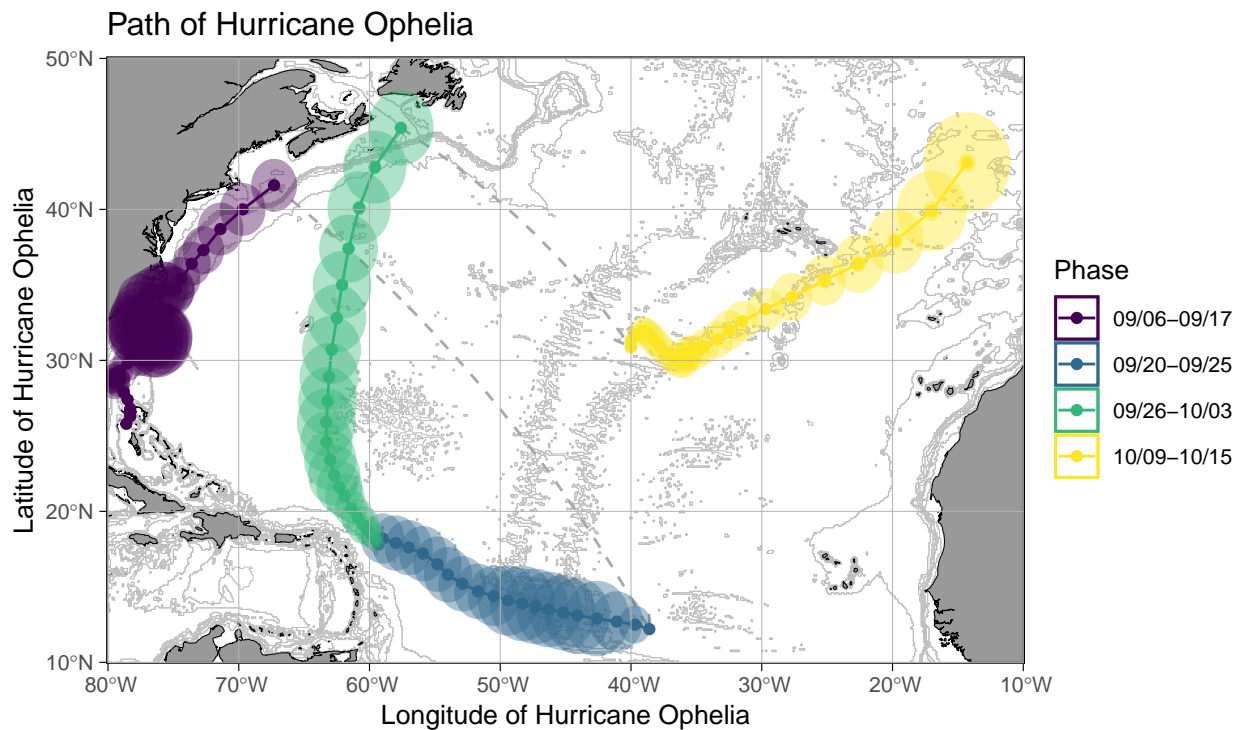 Path of Hurricane Ophelia
50°N
40°N
30°N
20°N
10°N
Latitude of Hurricane Ophelia
80°W 70°W 60°W 50°W 40°W 30°W 20°W 10°W
Longitude of Hurricane Ophelia
Phase
09/06–09/17
09/20–09/25
09/26–10/03
10/09–10/15